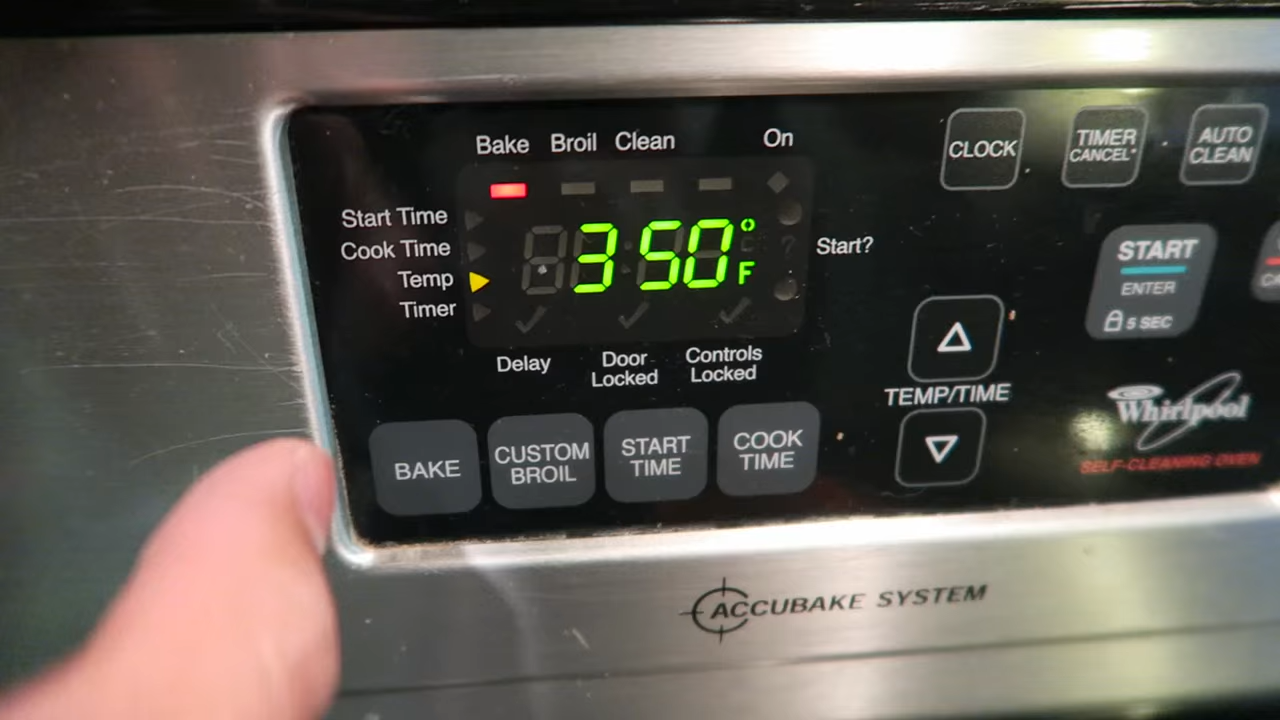 Bake Broil Clean On
Start Time
Cook Time
Temp
Timer
350°F
Start?
Delay
Door
Locked
Controls
Locked
BAKE
CUSTOM
BROIL
START
TIME
COOK
TIME
CLOCK
TIMER
CANCEL*
AUTO
CLEAN
START
ENTER
5 SEC
TEMP/TIME
Whirlpool
SELF-CLEANING OVEN
ACCUBAKE SYSTEM